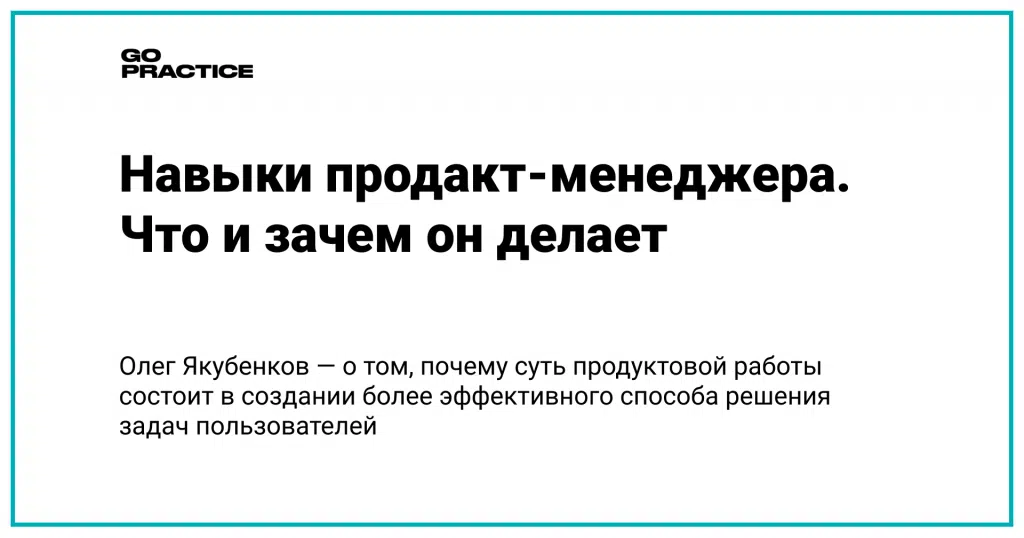 GO
PRACTICE
Навыки продакт-менеджера.
Что и зачем он делает
Олег Якубенков — о том, почему суть продуктовой работы
состоит в создании более эффективного способа решения
задач пользователей